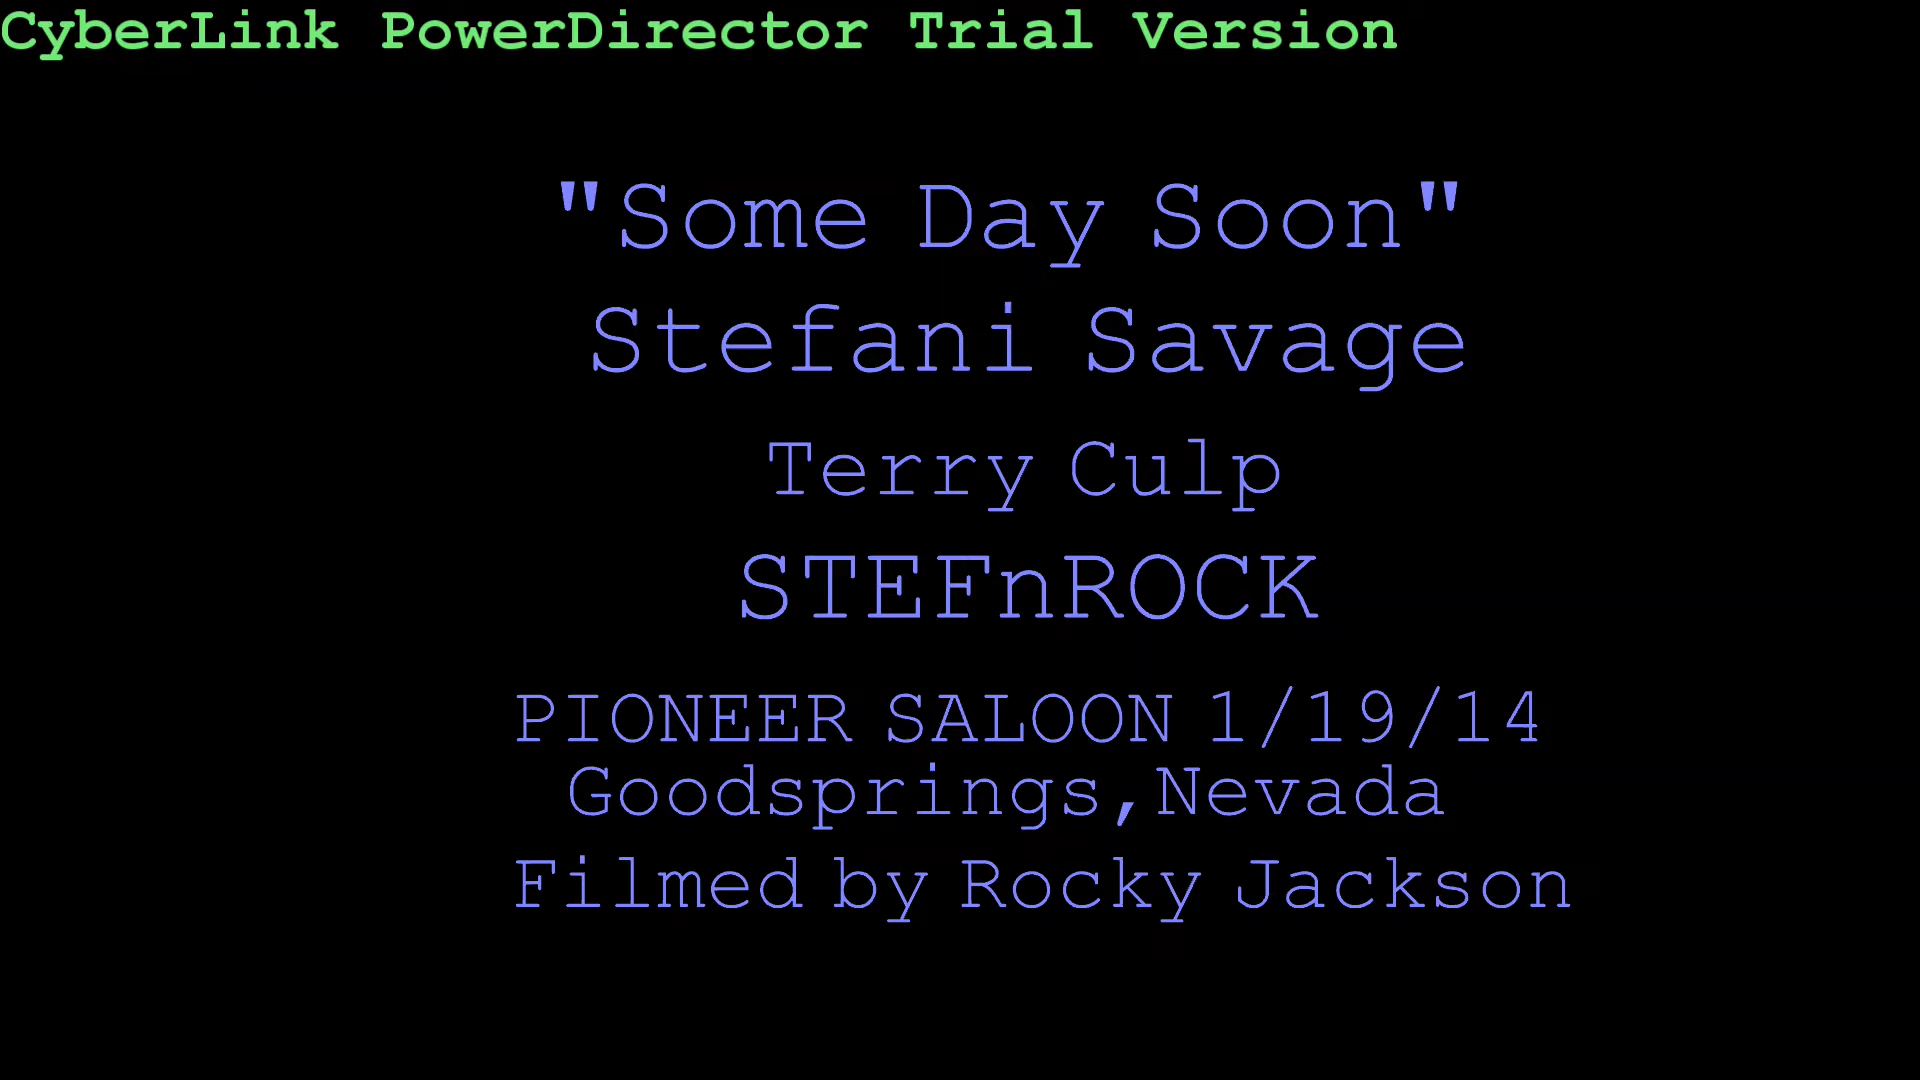 CyberLink PowerDirector Trial Version
"Some Day Soon"
Stefani Savage
Terry Culp
STEFnROCK
PIONEER SALOON 1/19/14
Goodsprings,Nevada
Filmed by Rocky Jackson